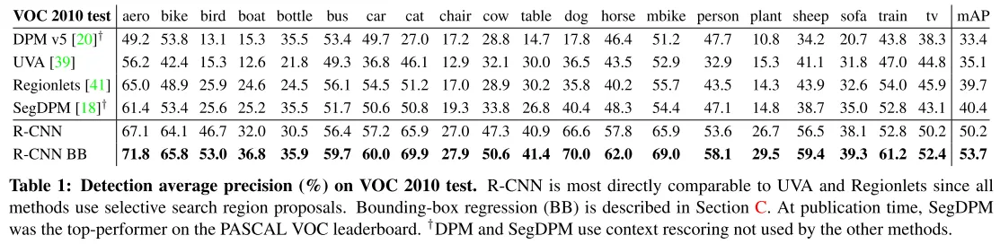 VOC 2010 test aero bike bird boat bottle bus car cat chair cow table dog horse mbike person plant sheep sofa train tv mAP
DPM v5 [20]† 49.2 53.8 13.1 15.3 35.5 53.4 49.7 27.0 17.2 28.8 14.7 17.8 46.4 51.2 47.7 10.8 34.2 20.7 43.8 38.3 33.4
UVA [39] 56.2 42.4 15.3 12.6 21.8 49.3 36.8 46.1 12.9 32.1 30.0 36.5 43.5 52.9 32.9 15.3 41.1 31.8 47.0 44.8 35.1
Regionlets [41] 65.0 48.9 25.9 24.6 24.5 56.1 54.5 51.2 17.0 28.9 30.2 35.8 40.2 55.7 43.5 14.3 43.9 32.6 54.0 45.9 39.7
SegDPM [18]† 61.4 53.4 25.6 25.2 35.5 51.7 50.6 50.8 19.3 33.8 26.8 40.4 48.3 54.4 47.1 14.8 38.7 35.0 52.8 43.1 40.4
R-CNN 67.1 64.1 46.7 32.0 30.5 56.4 57.2 65.9 27.0 47.3 40.9 66.6 57.8 65.9 53.6 26.7 56.5 38.1 52.8 50.2 50.2
R-CNN BB 71.8 65.8 53.0 36.8 35.9 59.7 60.0 69.9 27.9 50.6 41.4 70.0 62.0 69.0 58.1 29.5 59.4 39.3 61.2 52.4 53.7
Table 1: Detection average precision (%) on VOC 2010 test. R-CNN is most directly comparable to UVA and Regionlets since all
methods use selective search region proposals. Bounding-box regression (BB) is described in Section C. At publication time, SegDPM
was the top-performer on the PASCAL VOC leaderboard. †DPM and SegDPM use context rescoring not used by the other methods.